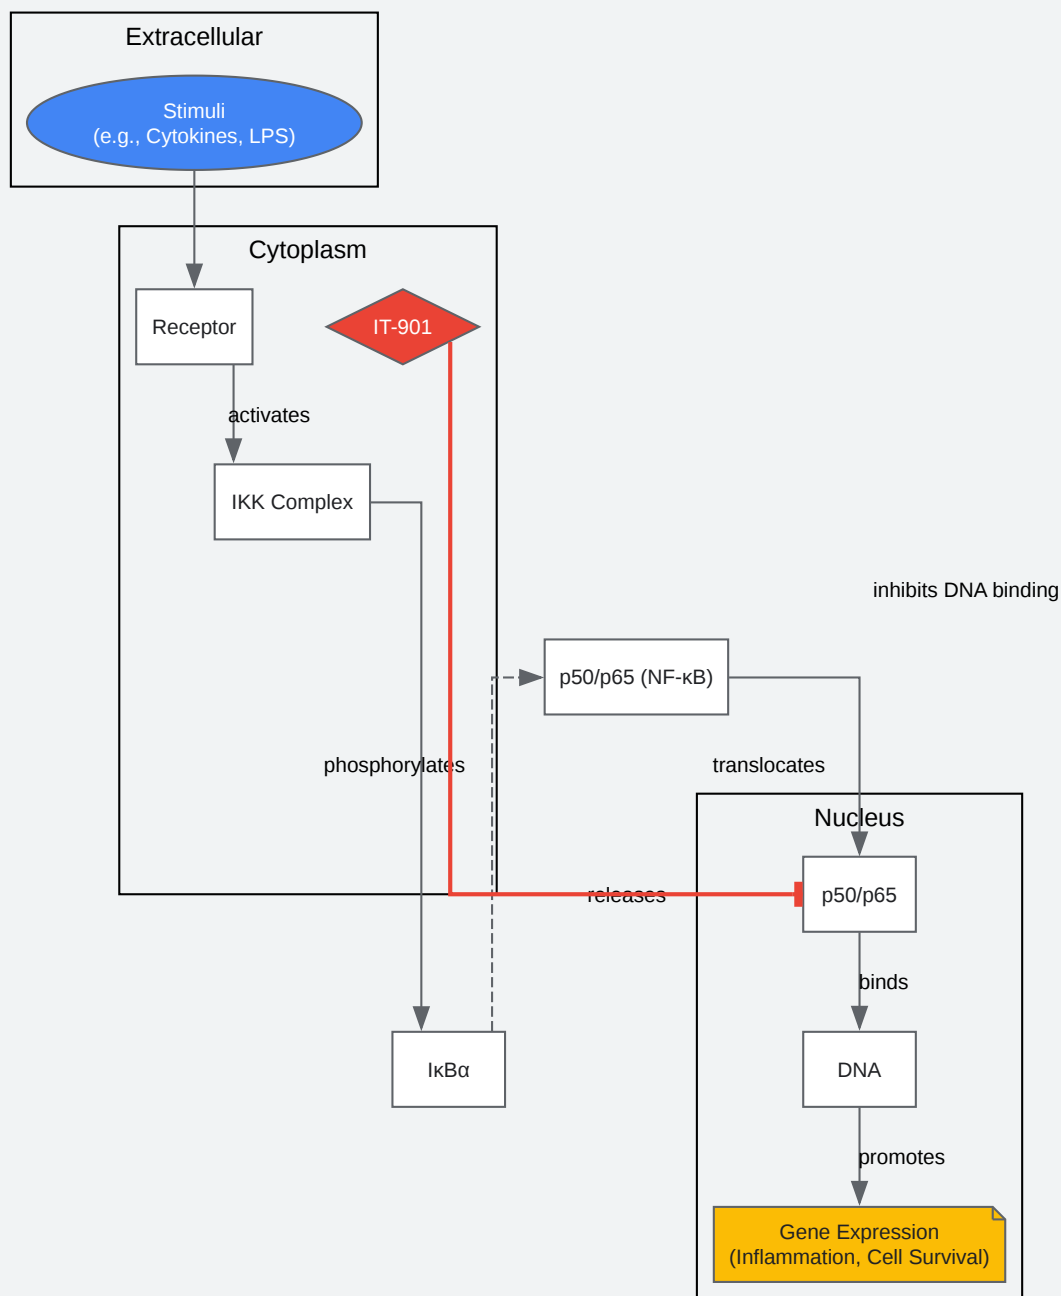 Extracellular
Stimuli
(e.g., Cytokines, LPS)
Cytoplasm
Receptor
IT-901
activates
IKK Complex
inhibits DNA binding
p50/p65 (NF-κB)
phosphorylates
translocates
Nucleus
releases
p50/p65
binds
IκBα
DNA
promotes
Gene Expression
(Inflammation, Cell Survival)